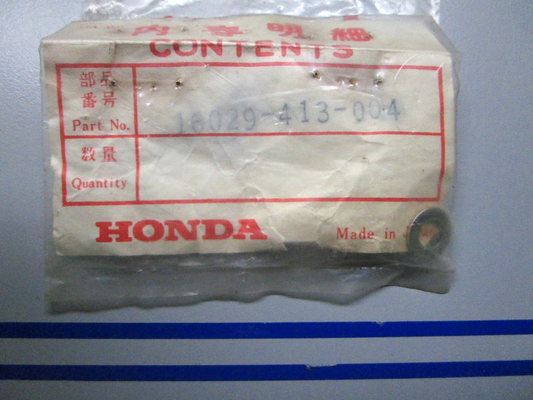 内容明細
CONTENTS
部品
番号
Part No. 16029-413-004
数量
Quantity
HONDA Made in